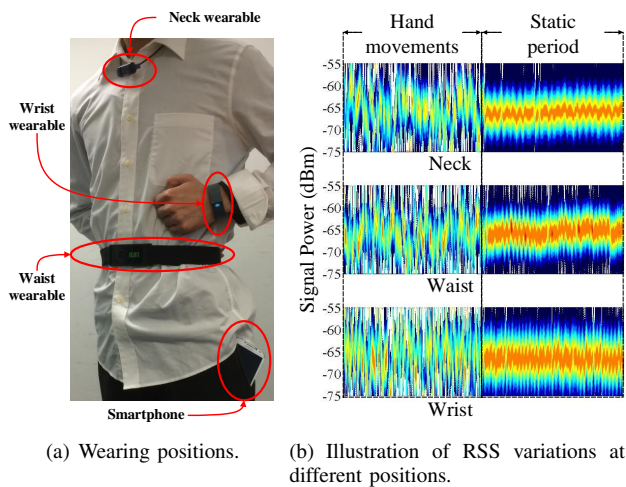 Neck wearable
Wrist
wearable
Waist
wearable
Smartphone
(a) Wearing positions.
Hand
movements
Static
period
Signal Power (dBm)
-55
-60
-65
-70
-75
Neck
-55
-60
-65
-70
-75
Waist
-55
-60
-65
-70
-75
Wrist
(b) Illustration of RSS variations at
different positions.